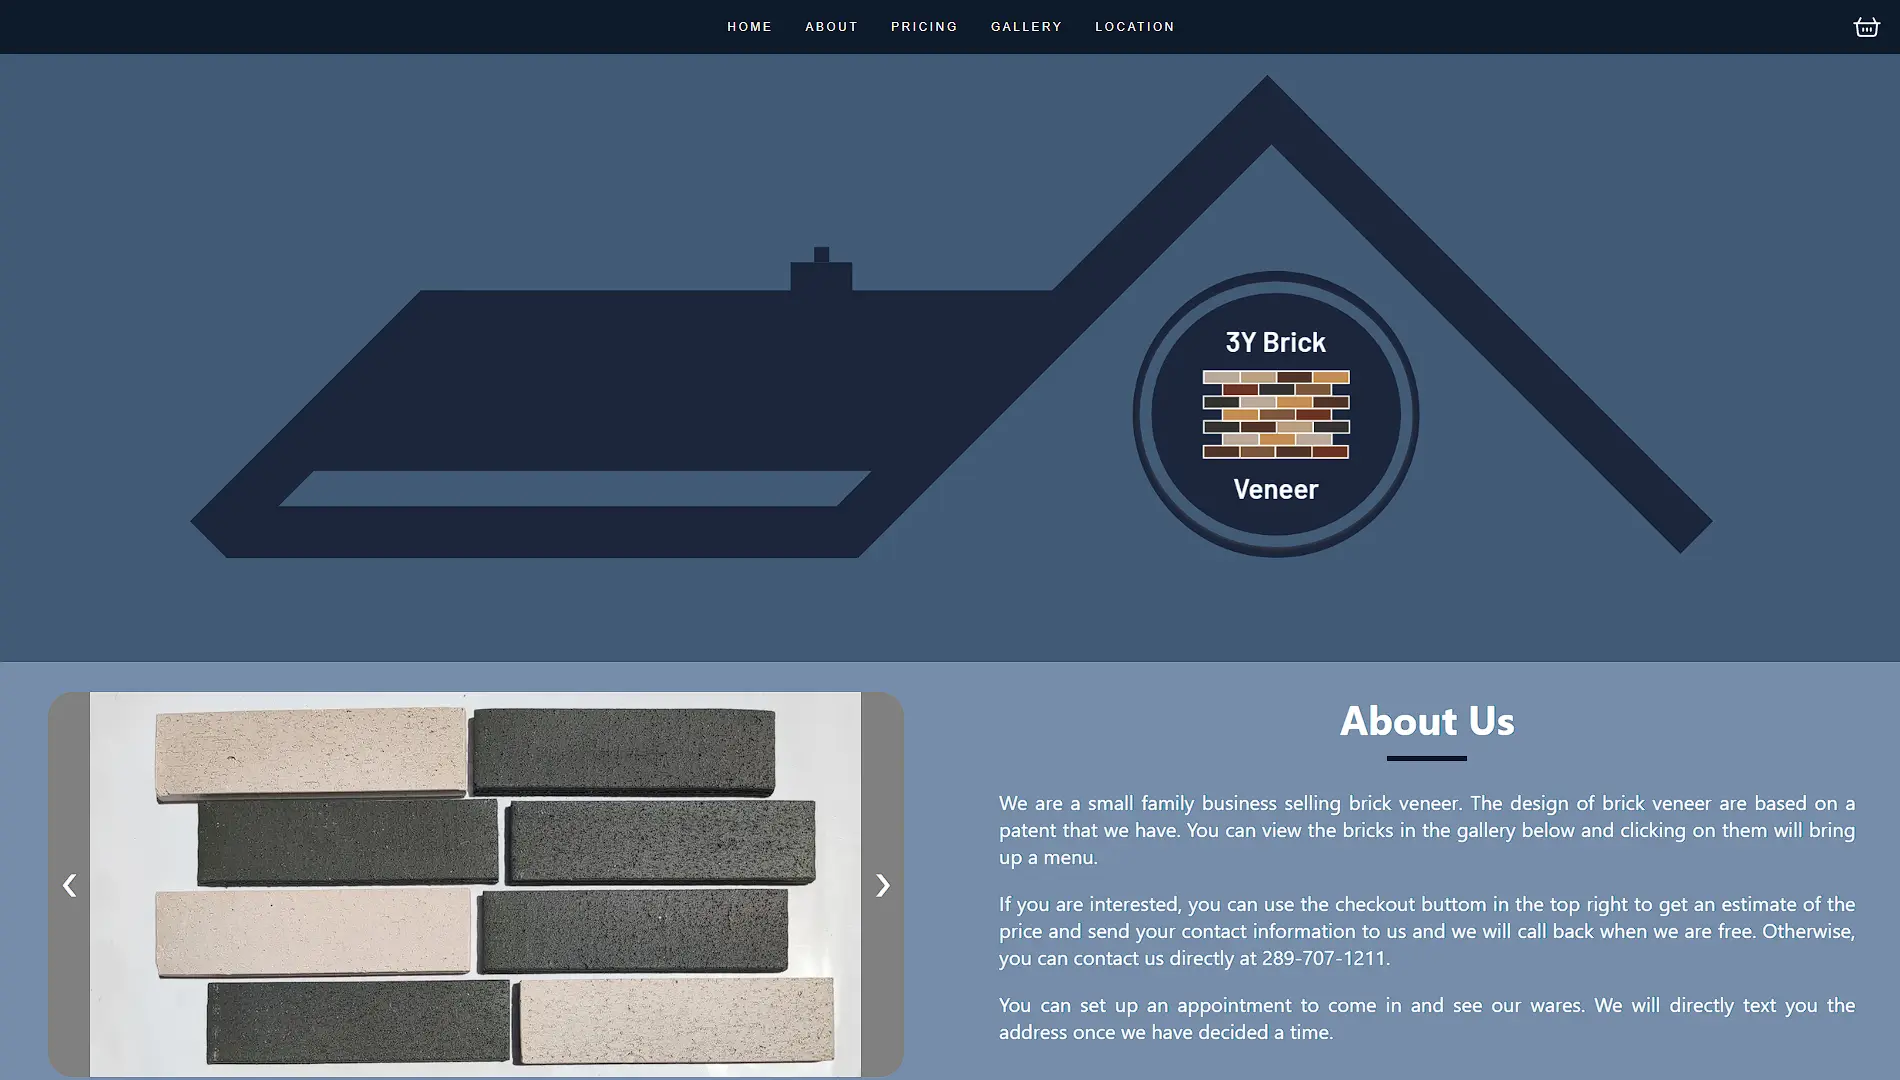 HOME ABOUT PRICING GALLERY LOCATION
3Y Brick
Veneer
About Us
We are a small family business selling brick veneer. The design of brick veneer are based on a
patent that we have. You can view the bricks in the gallery below and clicking on them will bring
up a menu.
If you are interested, you can use the checkout buttom in the top right to get an estimate of the
price and send your contact information to us and we will call back when we are free. Otherwise,
you can contact us directly at 289-707-1211.
You can set up an appointment to come in and see our wares. We will directly text you the
address once we have decided a time.